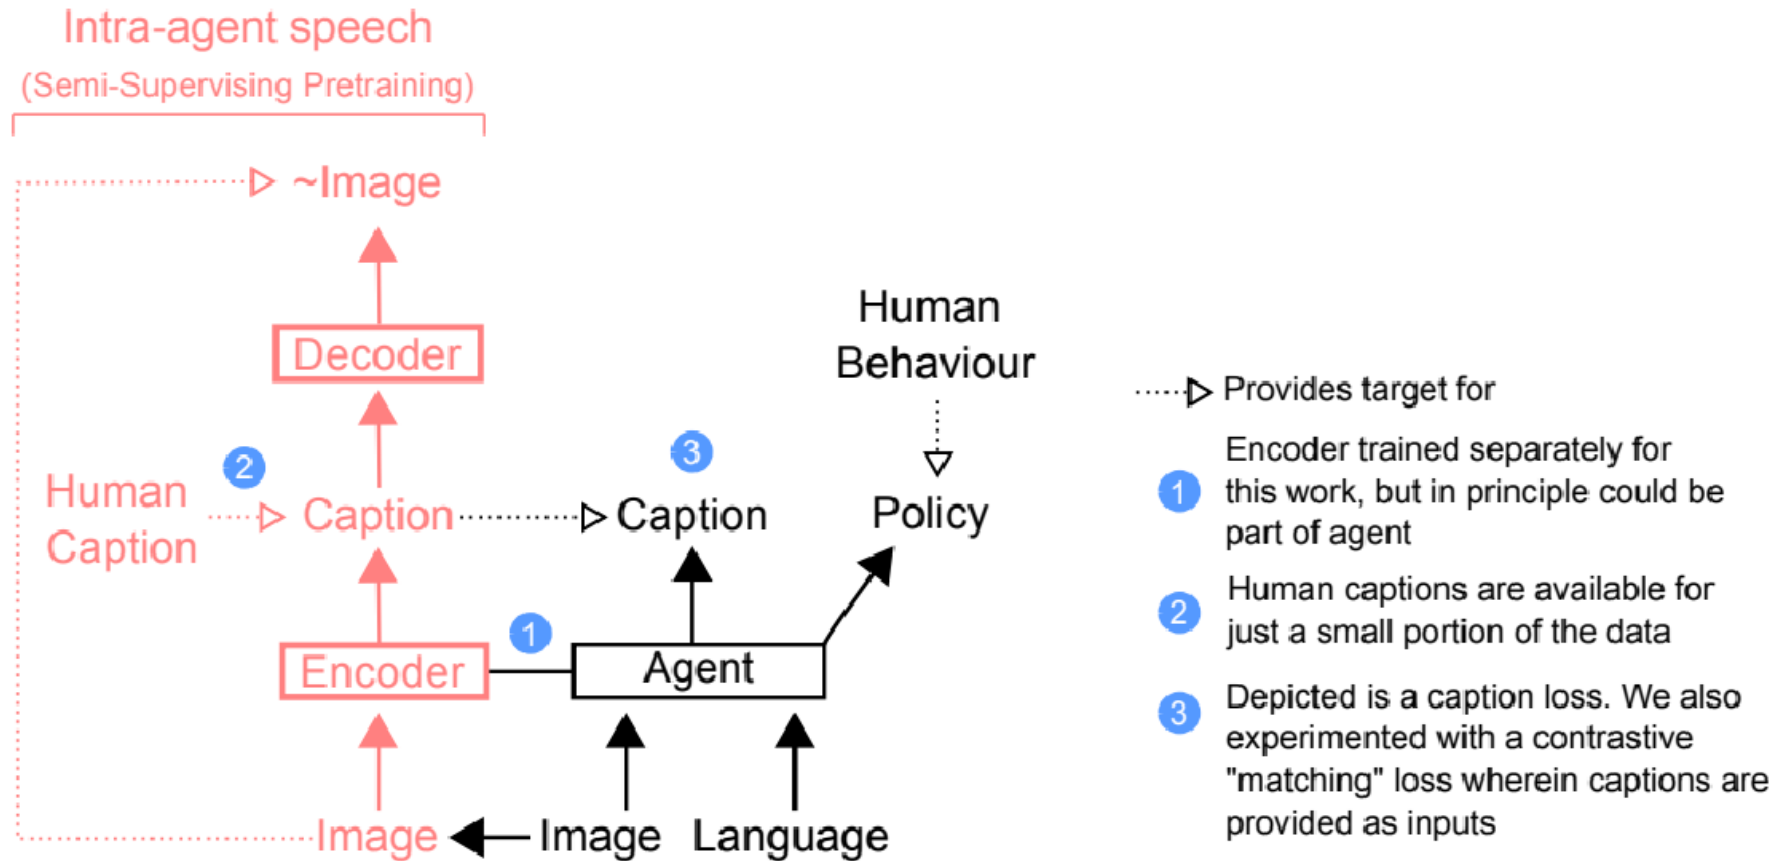 Intra-agent speech
(Semi-Supervising Pretraining)
~Image
Decoder
Human
Caption
2
Caption
3
Caption
Human
Behaviour
Policy
Encoder
1
Agent
Image
Image
Language
Provides target for
1
Encoder trained separately for
this work, but in principle could be
part of agent
2
Human captions are available for
just a small portion of the data
3
Depicted is a caption loss. We also
experimented with a contrastive
"matching" loss wherein captions are
provided as inputs